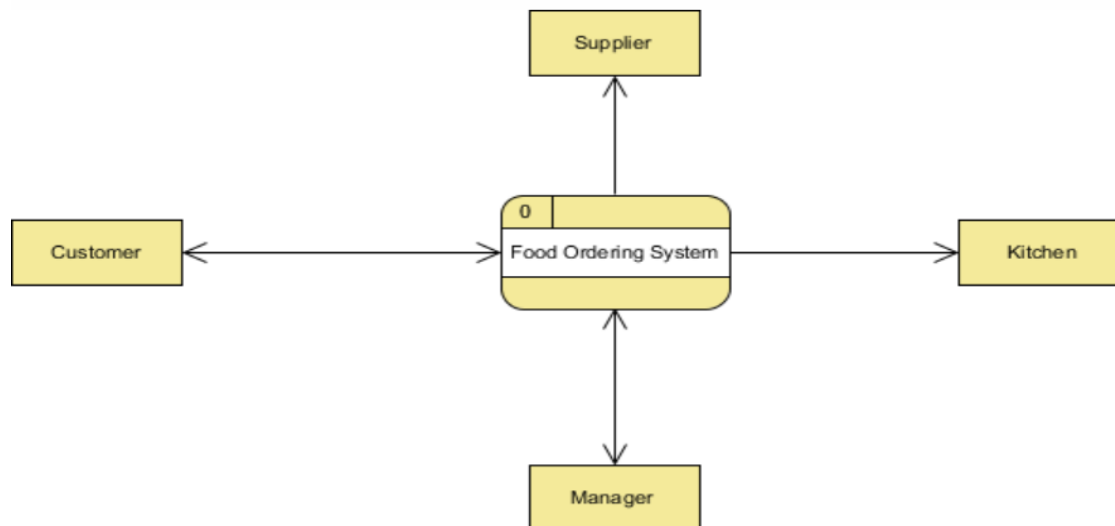 Supplier
0
Customer
Food Ordering System
Kitchen
Manager